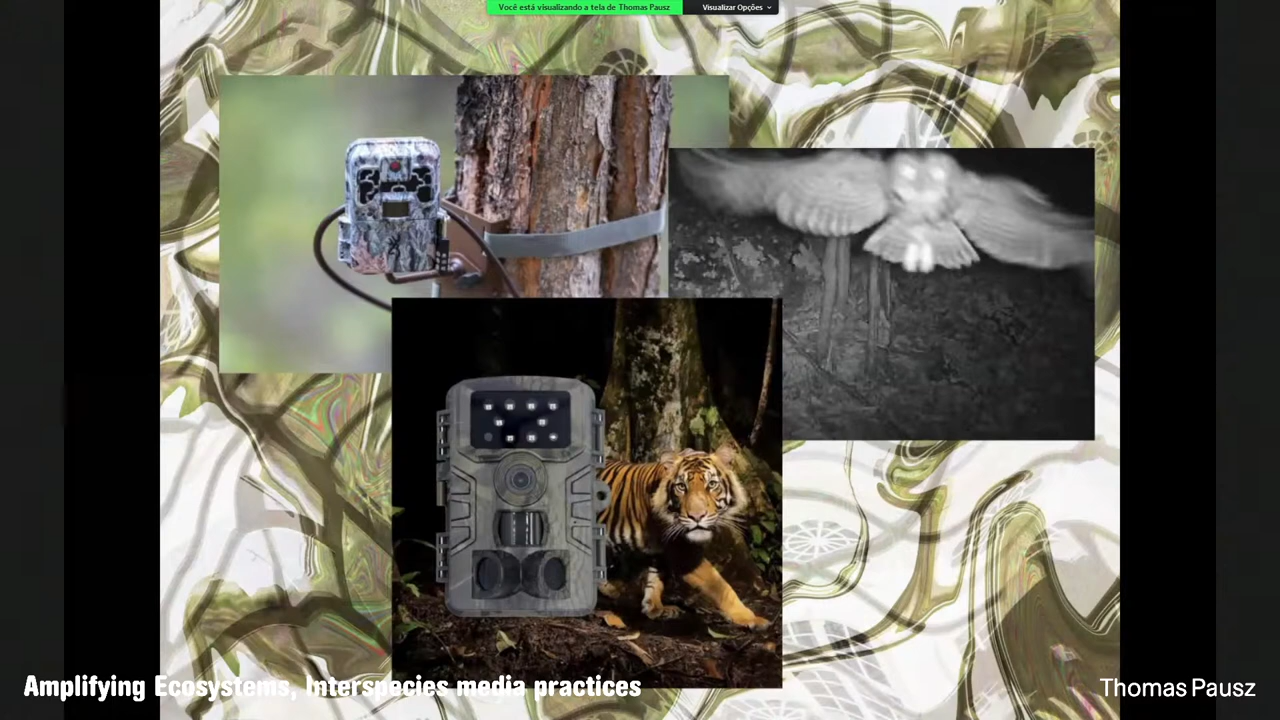 Você está visualizando a tela de Thomas Pausz
Visualizar Opções
Amplifying Ecosystems, Interspecies media practices
Thomas Pausz